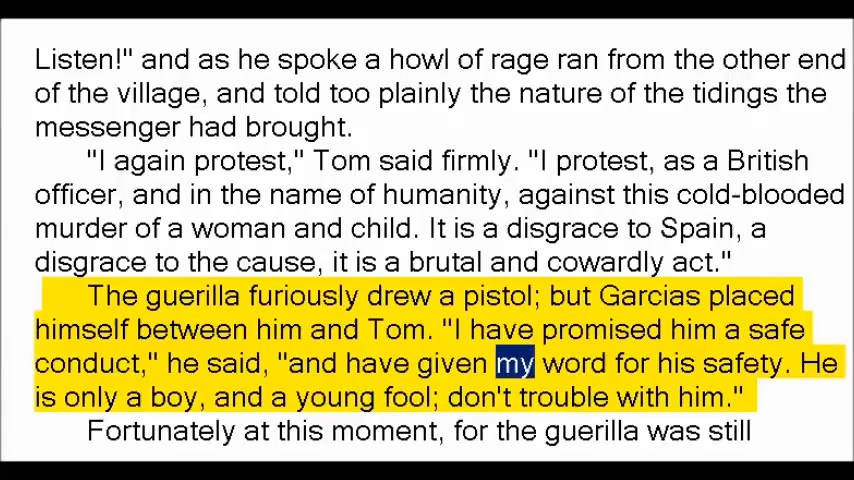 Listen!" and as he spoke a howl of rage ran from the other end
of the village, and told too plainly the nature of the tidings the
messenger had brought.
"I again protest," Tom said firmly. "I protest, as a British
officer, and in the name of humanity, against this cold-blooded
murder of a woman and child. It is a disgrace to Spain, a
disgrace to the cause, it is a brutal and cowardly act."
The guerilla furiously drew a pistol; but Garcias placed
himself between him and Tom. "I have promised him a safe
conduct," he said, "and have given my word for his safety. He
is only a boy, and a young fool; don't trouble with him."
Fortunately at this moment, for the guerilla was still